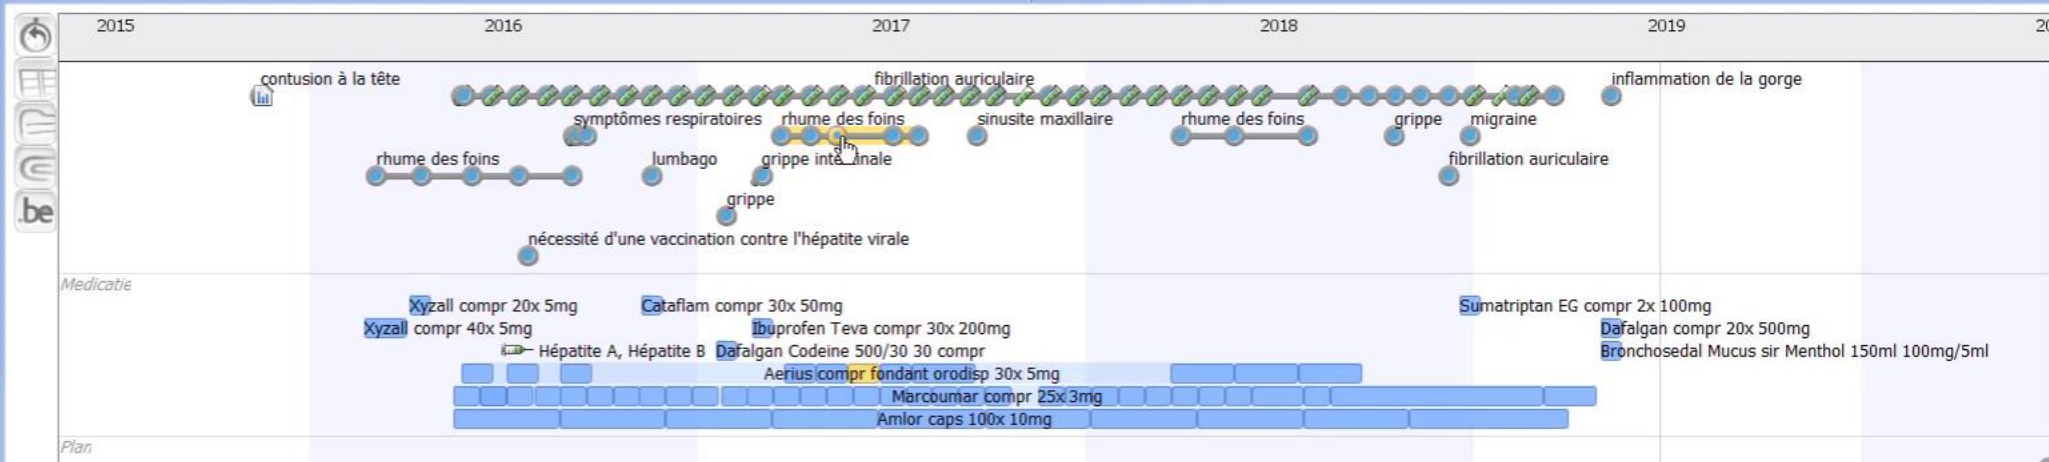 2015 2016 2017 2018 2019 20
contusion à la tête fibrillation auriculaire inflammation de la gorge
symptômes respiratoires rhume des foins sinusite maxillaire rhume des foins grippe migraine
rhume des foins lumbago grippe intestinale fibrillation auriculaire
.be grippe
nécessité d'une vaccination contre l'hépatite virale
Medicatie
Xyzall compr 20x 5mg Cataflam compr 30x 50mg Sumatriptan EG compr 2x 100mg
Xyzall compr 40x 5mg Ibuprofen Teva compr 30x 200mg Dafalgan compr 20x 500mg
Hépatite A, Hépatite B Dafalgan Codeine 500/30 30 compr Bronchosedal Mucus sir Menthol 150ml 100mg/5ml
Aerius compr fondant orodisp 30x 5mg
Marcoumar compr 25x 3mg
Amlor caps 100x 10mg
Plan